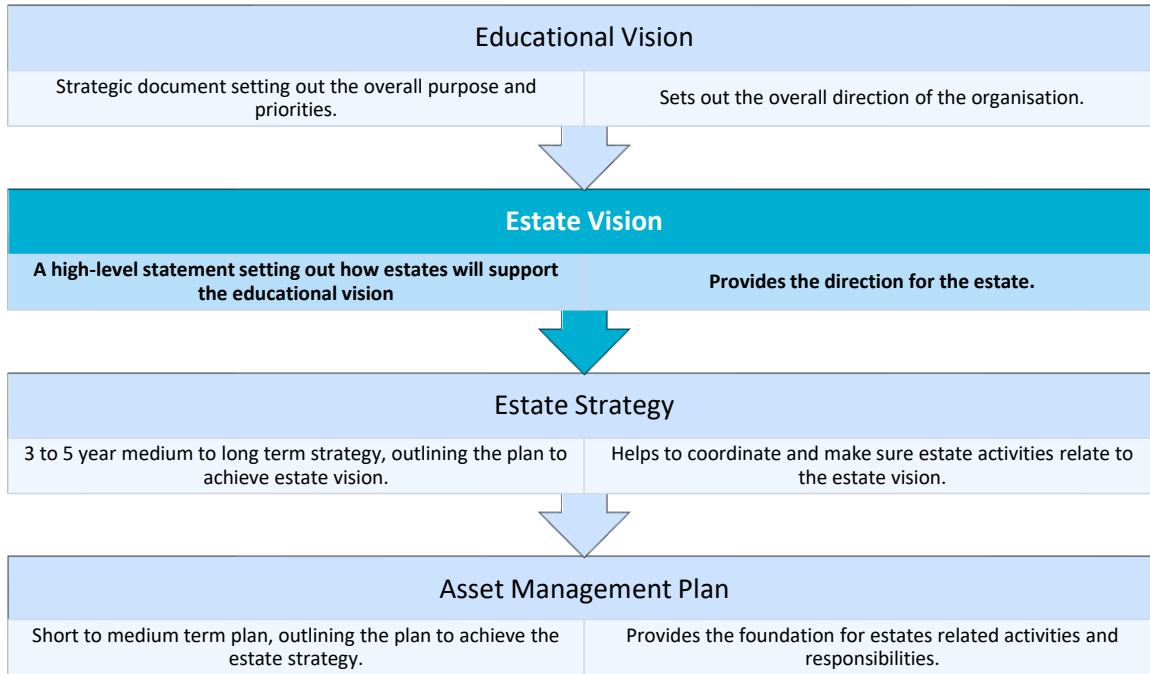 Educational Vision
Strategic document setting out the overall purpose and
priorities.
Sets out the overall direction of the organisation.
Estate Vision
A high-level statement setting out how estates will support
the educational vision
Provides the direction for the estate.
Estate Strategy
3 to 5 year medium to long term strategy, outlining the plan to
achieve estate vision.
Helps to coordinate and make sure estate activities relate to
the estate vision.
Asset Management Plan
Short to medium term plan, outlining the plan to achieve the
estate strategy.
Provides the foundation for estates related activities and
responsibilities.